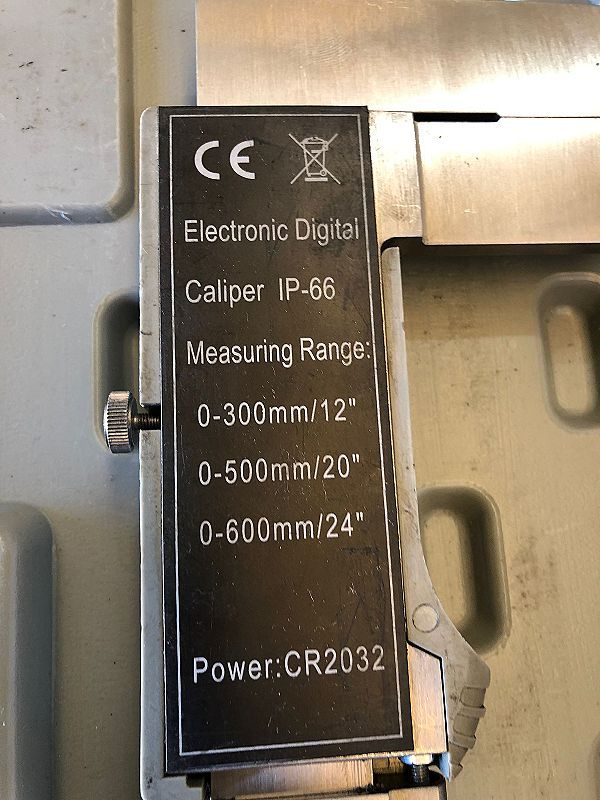 CE
Electronic Digital
Caliper IP-66
Measuring Range:
0-300mm/12"
0-500mm/20"
0-600mm/24"
Power:CR2032